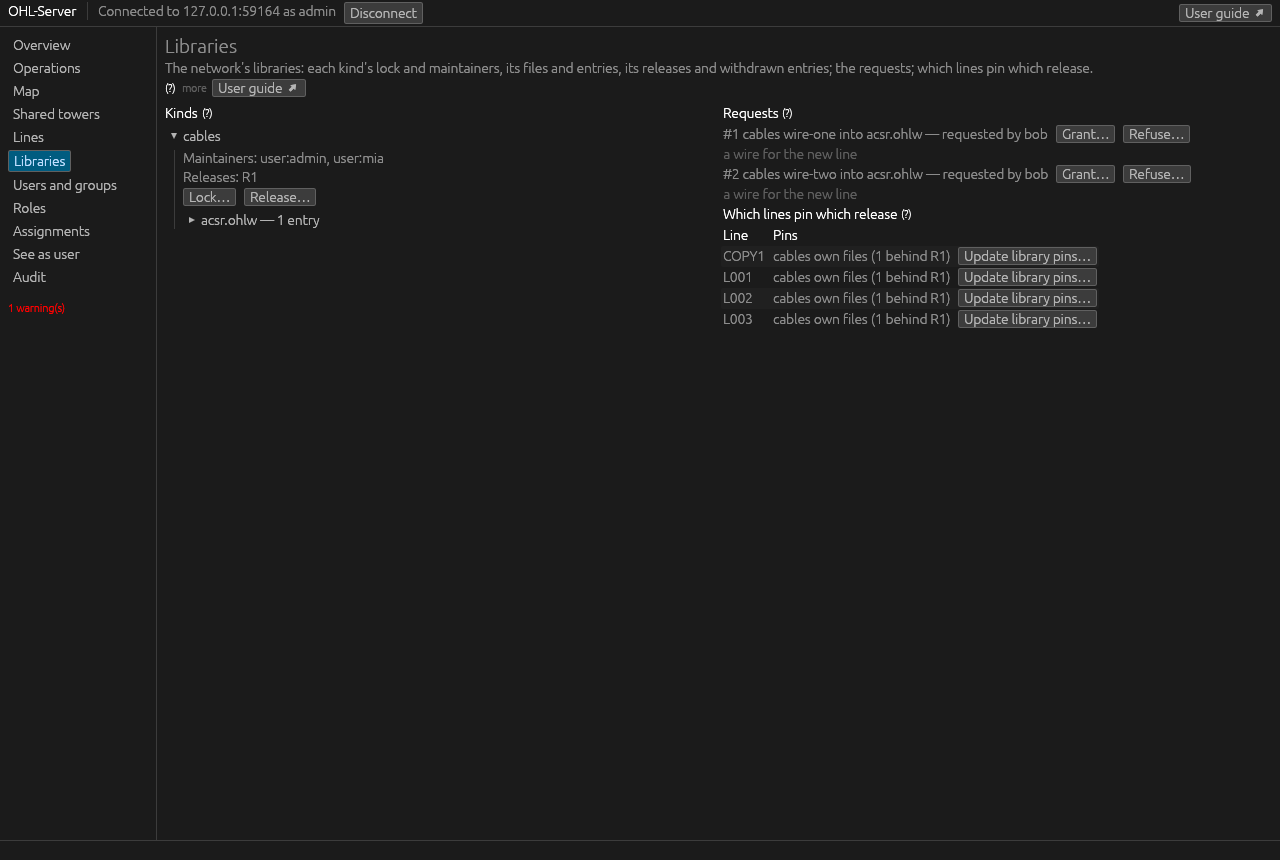 OHL-Server
Connected to 127.0.0.1:59164 as admin
Disconnect
User guide
Overview
Operations
Map
Shared towers
Lines
Libraries
Users and groups
Roles
Assignments
See as user
Audit
1 warning(s)
Libraries
The network's libraries: each kind's lock and maintainers, its files and entries, its releases and withdrawn entries; the requests; which lines pin which release.
(?) more User guide
Kinds (?)
cables
Maintainers: user:admin, user:mia
Releases: R1
Lock… Release…
acsr.ohlw — 1 entry
Requests (?)
#1 cables wire-one into acsr.ohlw — requested by bob Grant… Refuse…
a wire for the new line
#2 cables wire-two into acsr.ohlw — requested by bob Grant… Refuse…
a wire for the new line
Which lines pin which release (?)
Line Pins
COPY1 cables own files (1 behind R1) Update library pins…
L001 cables own files (1 behind R1) Update library pins…
L002 cables own files (1 behind R1) Update library pins…
L003 cables own files (1 behind R1) Update library pins…